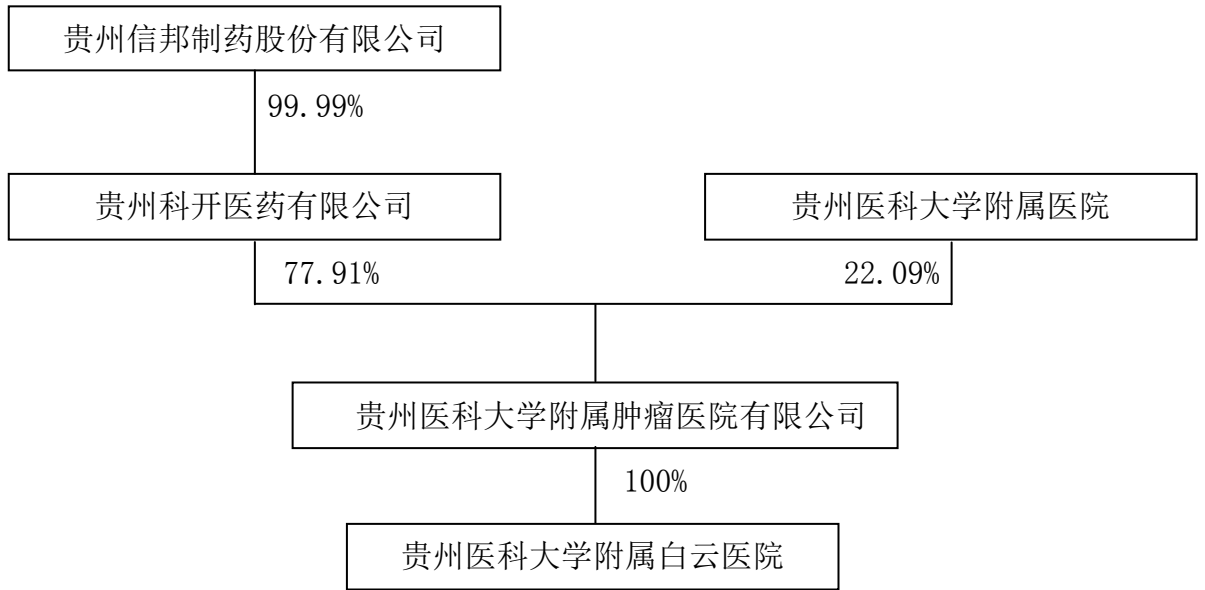 贵州信邦制药股份有限公司
99.99%
贵州科开医药有限公司
贵州医科大学附属医院
77.91%
22.09%
贵州医科大学附属肿瘤医院有限公司
100%
贵州医科大学附属白云医院